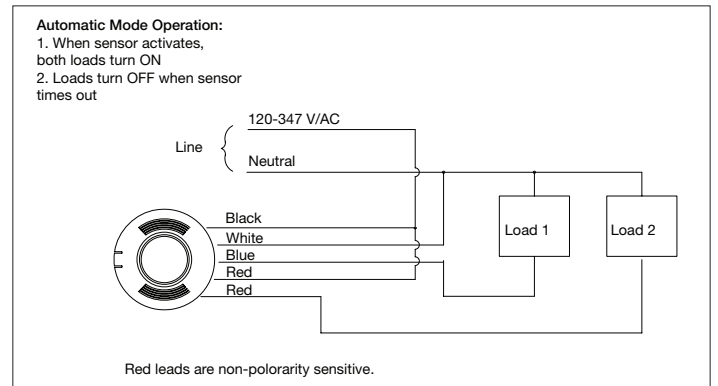 Automatic Mode Operation:
1. When sensor activates,
both loads turn ON
2. Loads turn OFF when sensor
times out
120-347 V/AC
Line
Neutral
Black
White
Blue
Red
Red
Load 1
Load 2
Red leads are non-polorarity sensitive.